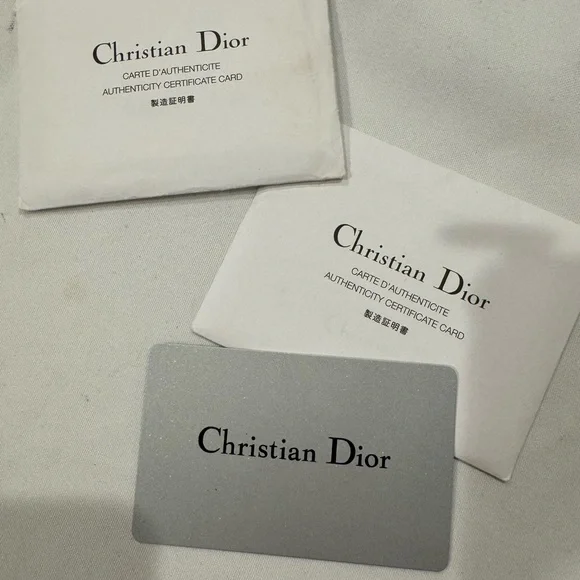 Christian Dior
CARTE D'AUTHENTICITE
AUTHENTICITY CERTIFICATE CARD
製造証明書
Christian Dior
CARTE D'AUTHENTICITE
AUTHENTICITY CERTIFICATE CARD
製造証明書
Christian Dior